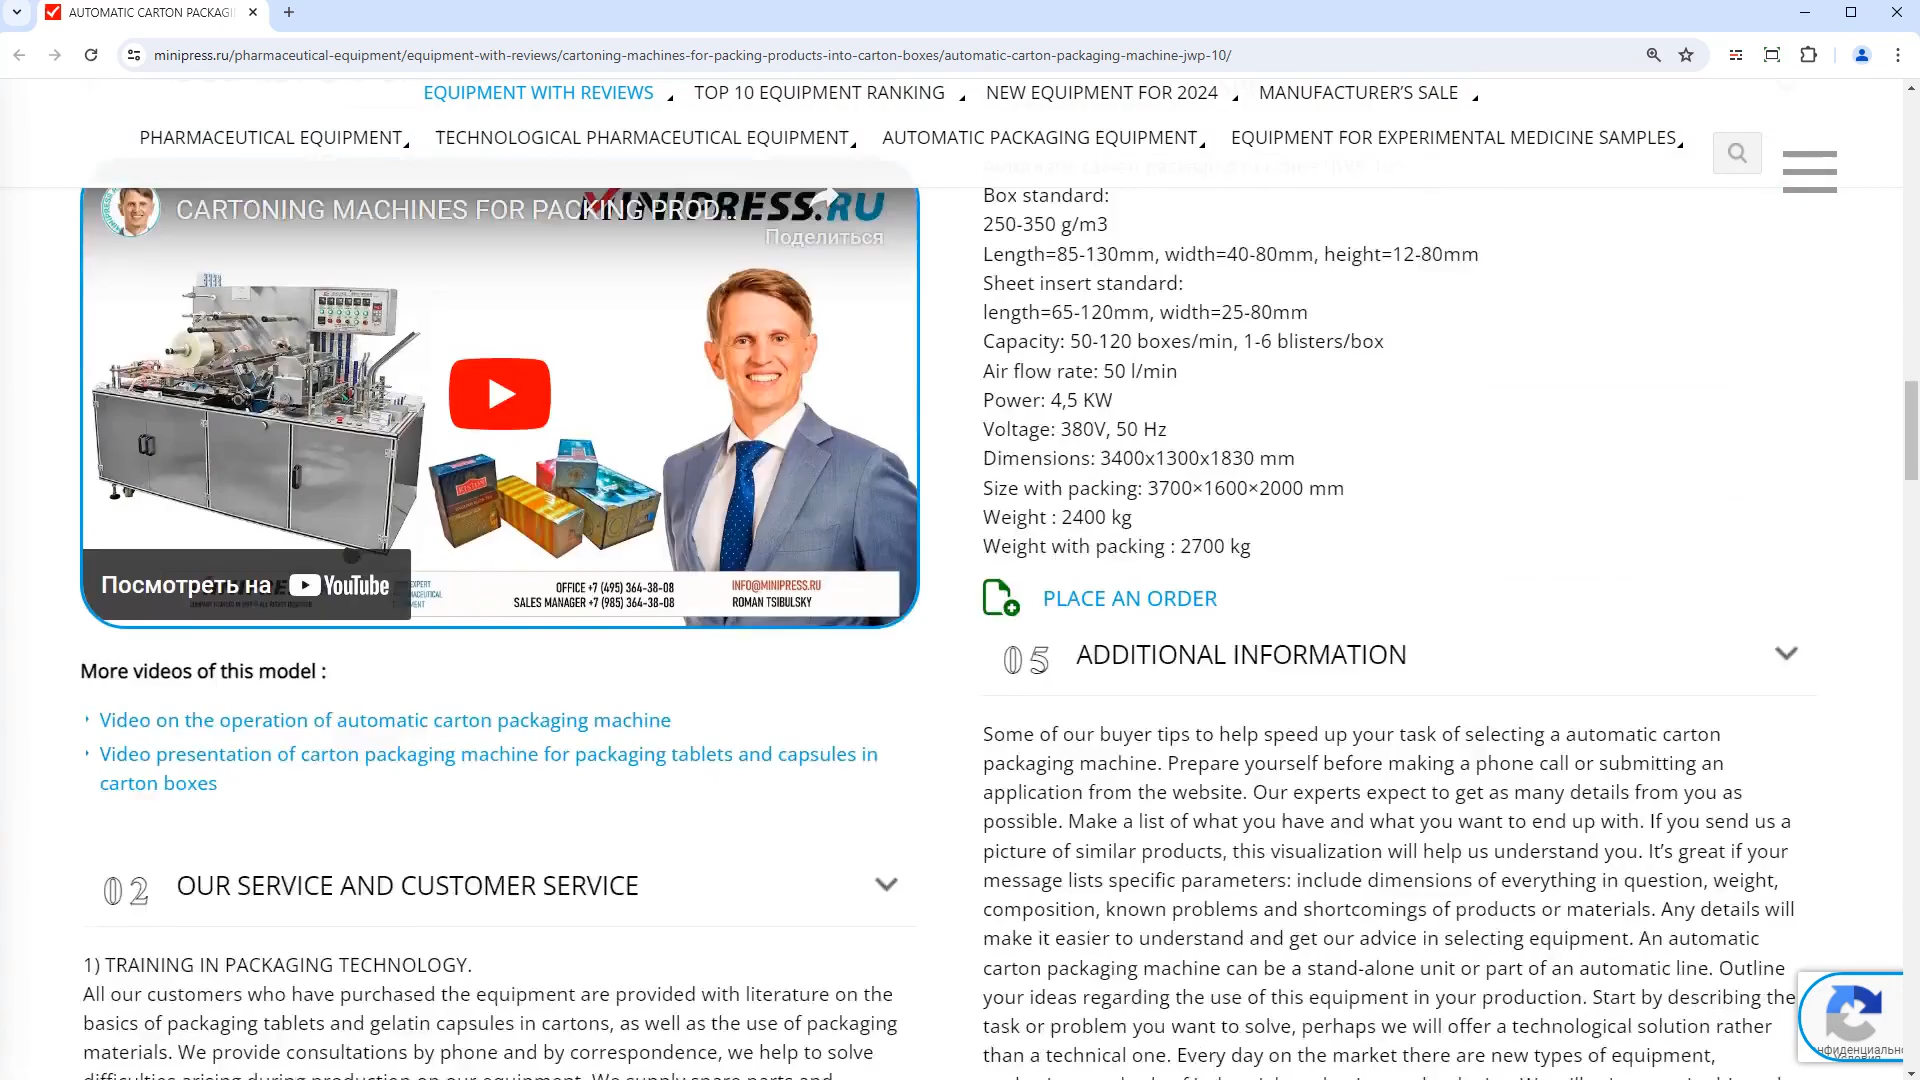 AUTOMATIC CARTON PACKAGI
minipress.ru/pharmaceutical-equipment/equipment-with-reviews/cartoning-machines-for-packing-products-into-carton-boxes/automatic-carton-packaging-machine-jwp-10/
EQUIPMENT WITH REVIEWS TOP 10 EQUIPMENT RANKING NEW EQUIPMENT FOR 2024 MANUFACTURER'S SALE
PHARMACEUTICAL EQUIPMENT TECHNOLOGICAL PHARMACEUTICAL EQUIPMENT AUTOMATIC PACKAGING EQUIPMENT EQUIPMENT FOR EXPERIMENTAL MEDICINE SAMPLES
MINIPRESS.RU
CARTONING MACHINES FOR PACKING PROD...
Поделиться
Посмотреть на YouTube
OFFICE +7 (495) 364-38-08
SALES MANAGER +7 (985) 364-38-08
INFO@MINIPRESS.RU
ROMAN TSIBULSKY
More videos of this model :
Video on the operation of automatic carton packaging machine
Video presentation of carton packaging machine for packaging tablets and capsules in
carton boxes
02 OUR SERVICE AND CUSTOMER SERVICE
1) TRAINING IN PACKAGING TECHNOLOGY.
All our customers who have purchased the equipment are provided with literature on the
basics of packaging tablets and gelatin capsules in cartons, as well as the use of packaging
materials. We provide consultations by phone and by correspondence, we help to solve
Box standard:
250-350 g/m3
Length=85-130mm, width=40-80mm, height=12-80mm
Sheet insert standard:
length=65-120mm, width=25-80mm
Capacity: 50-120 boxes/min, 1-6 blisters/box
Air flow rate: 50 l/min
Power: 4,5 KW
Voltage: 380V, 50 Hz
Dimensions: 3400x1300x1830 mm
Size with packing: 3700×1600×2000 mm
Weight : 2400 kg
Weight with packing : 2700 kg
PLACE AN ORDER
05 ADDITIONAL INFORMATION
Some of our buyer tips to help speed up your task of selecting a automatic carton
packaging machine. Prepare yourself before making a phone call or submitting an
application from the website. Our experts expect to get as many details from you as
possible. Make a list of what you have and what you want to end up with. If you send us a
picture of similar products, this visualization will help us understand you. It's great if your
message lists specific parameters: include dimensions of everything in question, weight,
composition, known problems and shortcomings of products or materials. Any details will
make it easier to understand and get our advice in selecting equipment. An automatic
carton packaging machine can be a stand-alone unit or part of an automatic line. Outline
your ideas regarding the use of this equipment in your production. Start by describing the
task or problem you want to solve, perhaps we will offer a technological solution rather
than a technical one. Every day on the market there are new types of equipment,